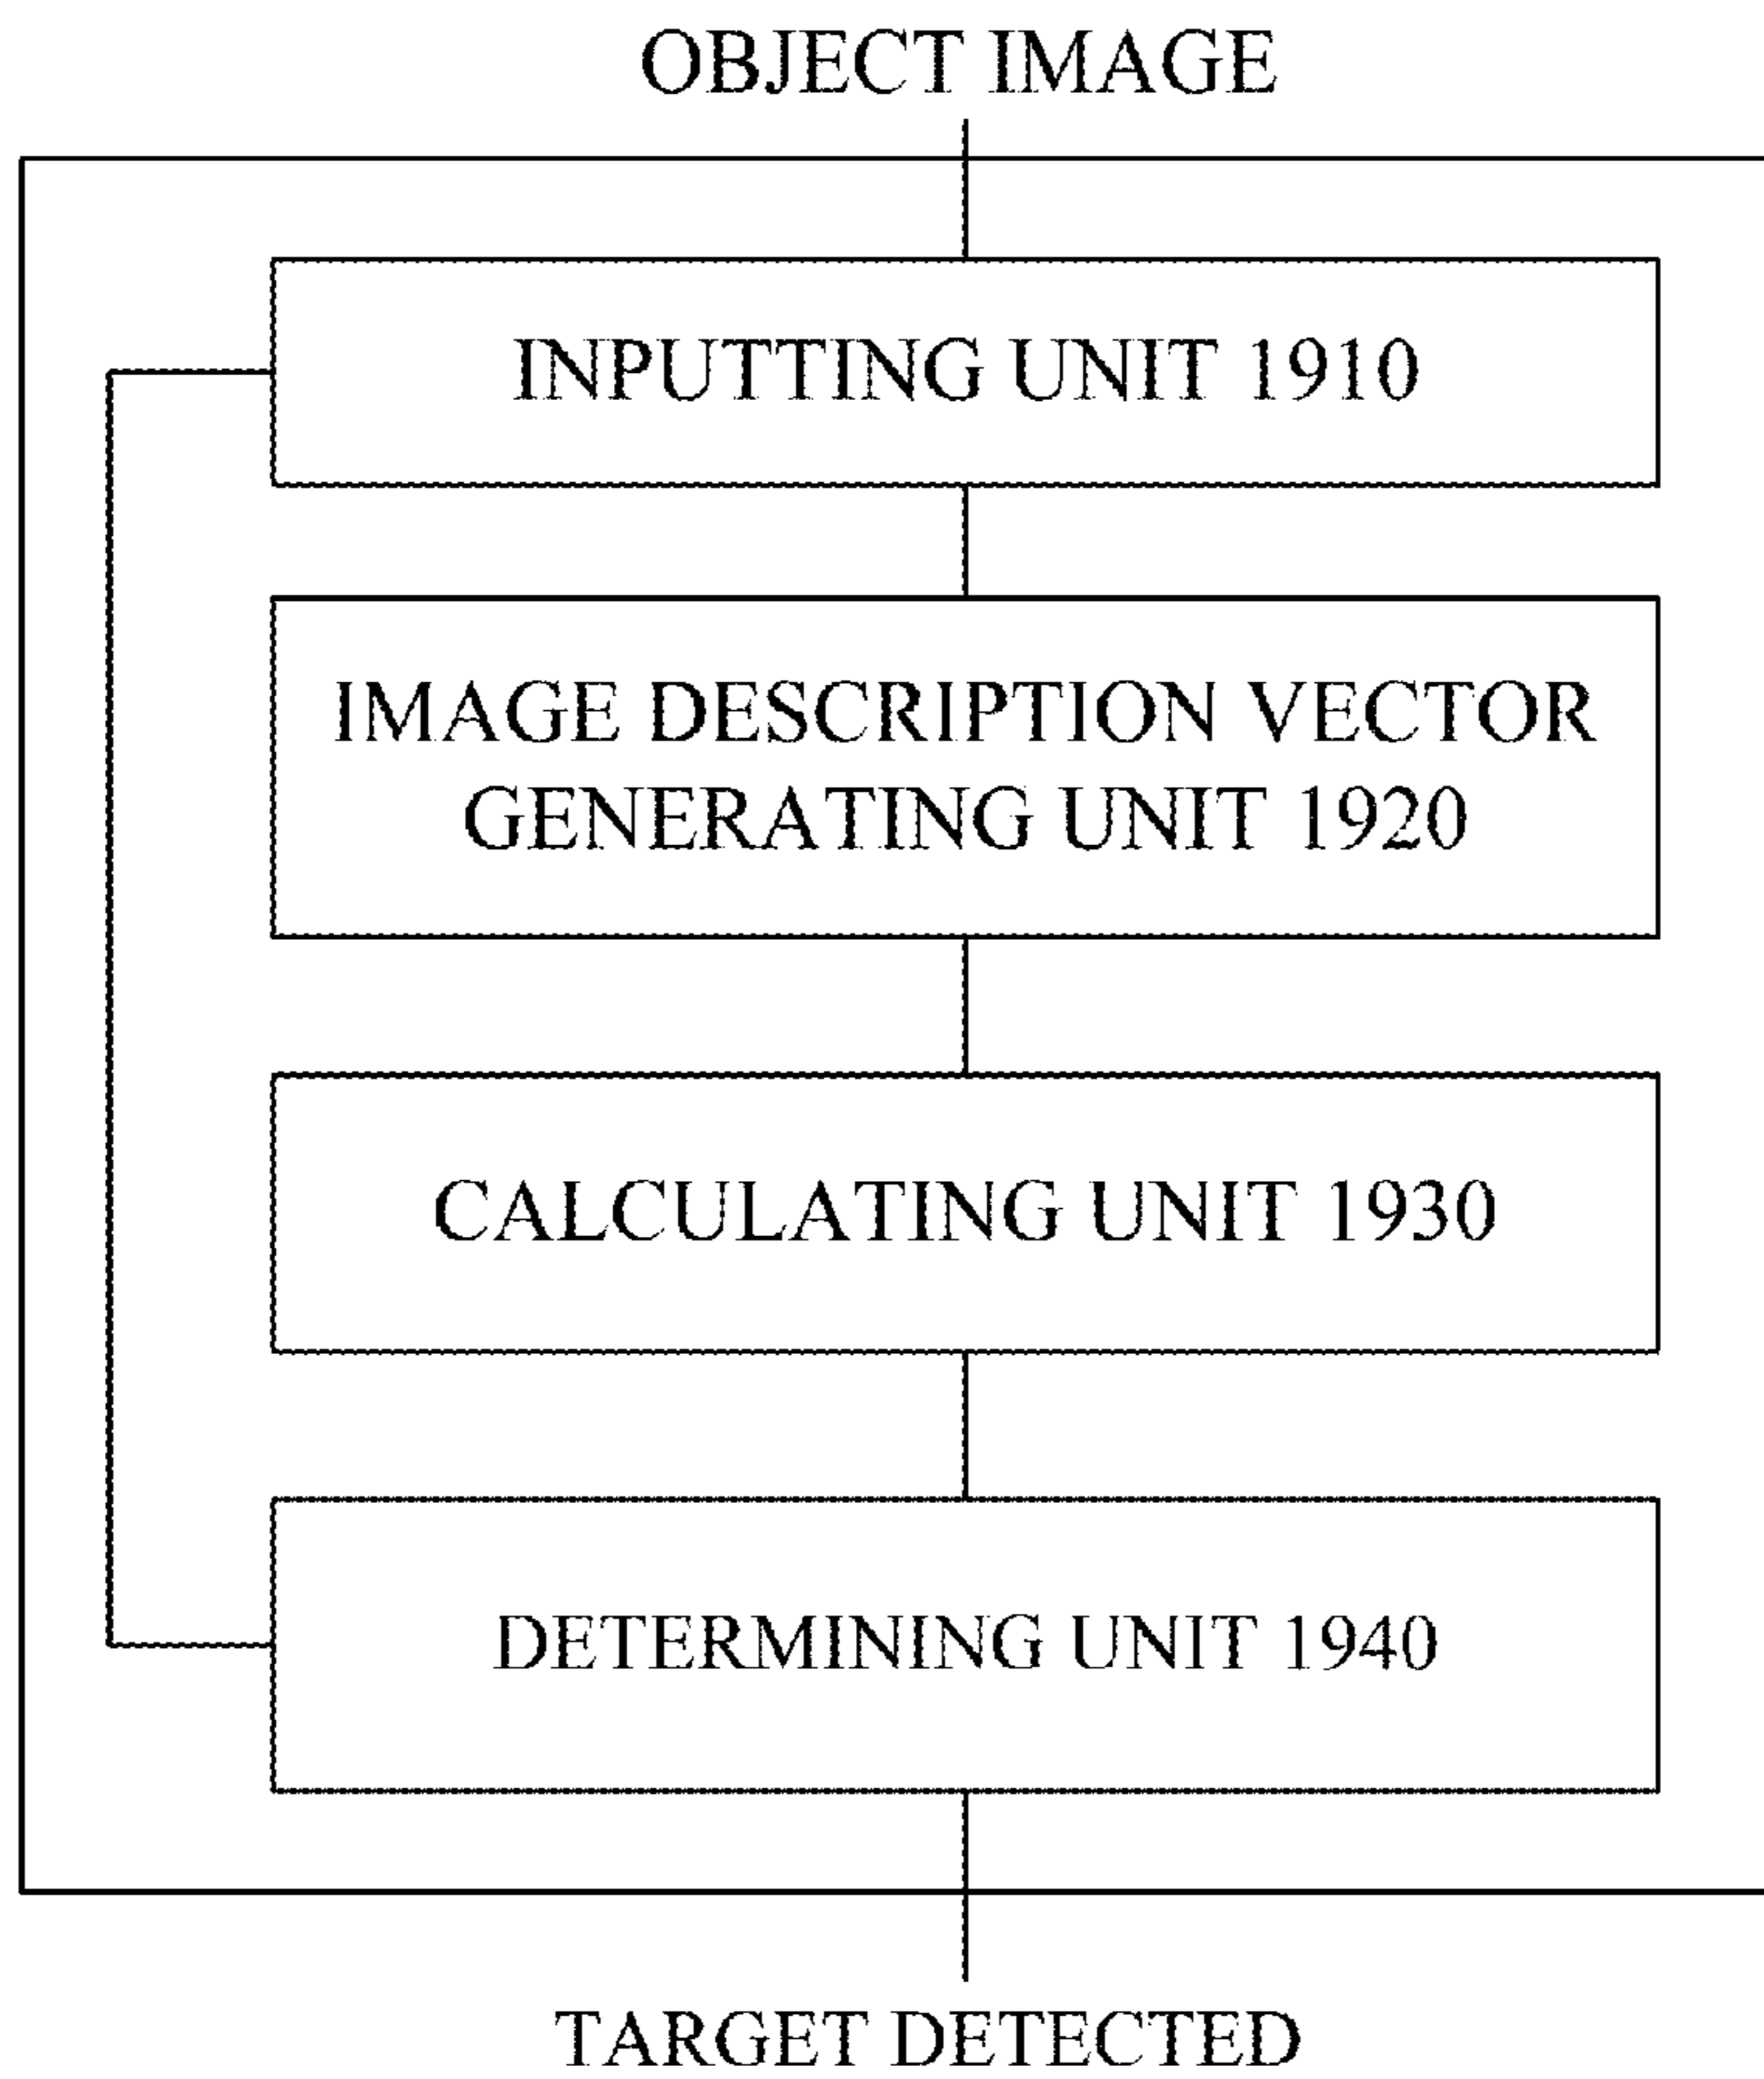 OBJECT IMAGE
INPUTTING UNIT 1910
IMAGE DESCRIPTION VECTOR
GENERATING UNIT 1920
CALCULATING UNIT 1930
DETERMINING UNIT 1940
TARGET DETECTED